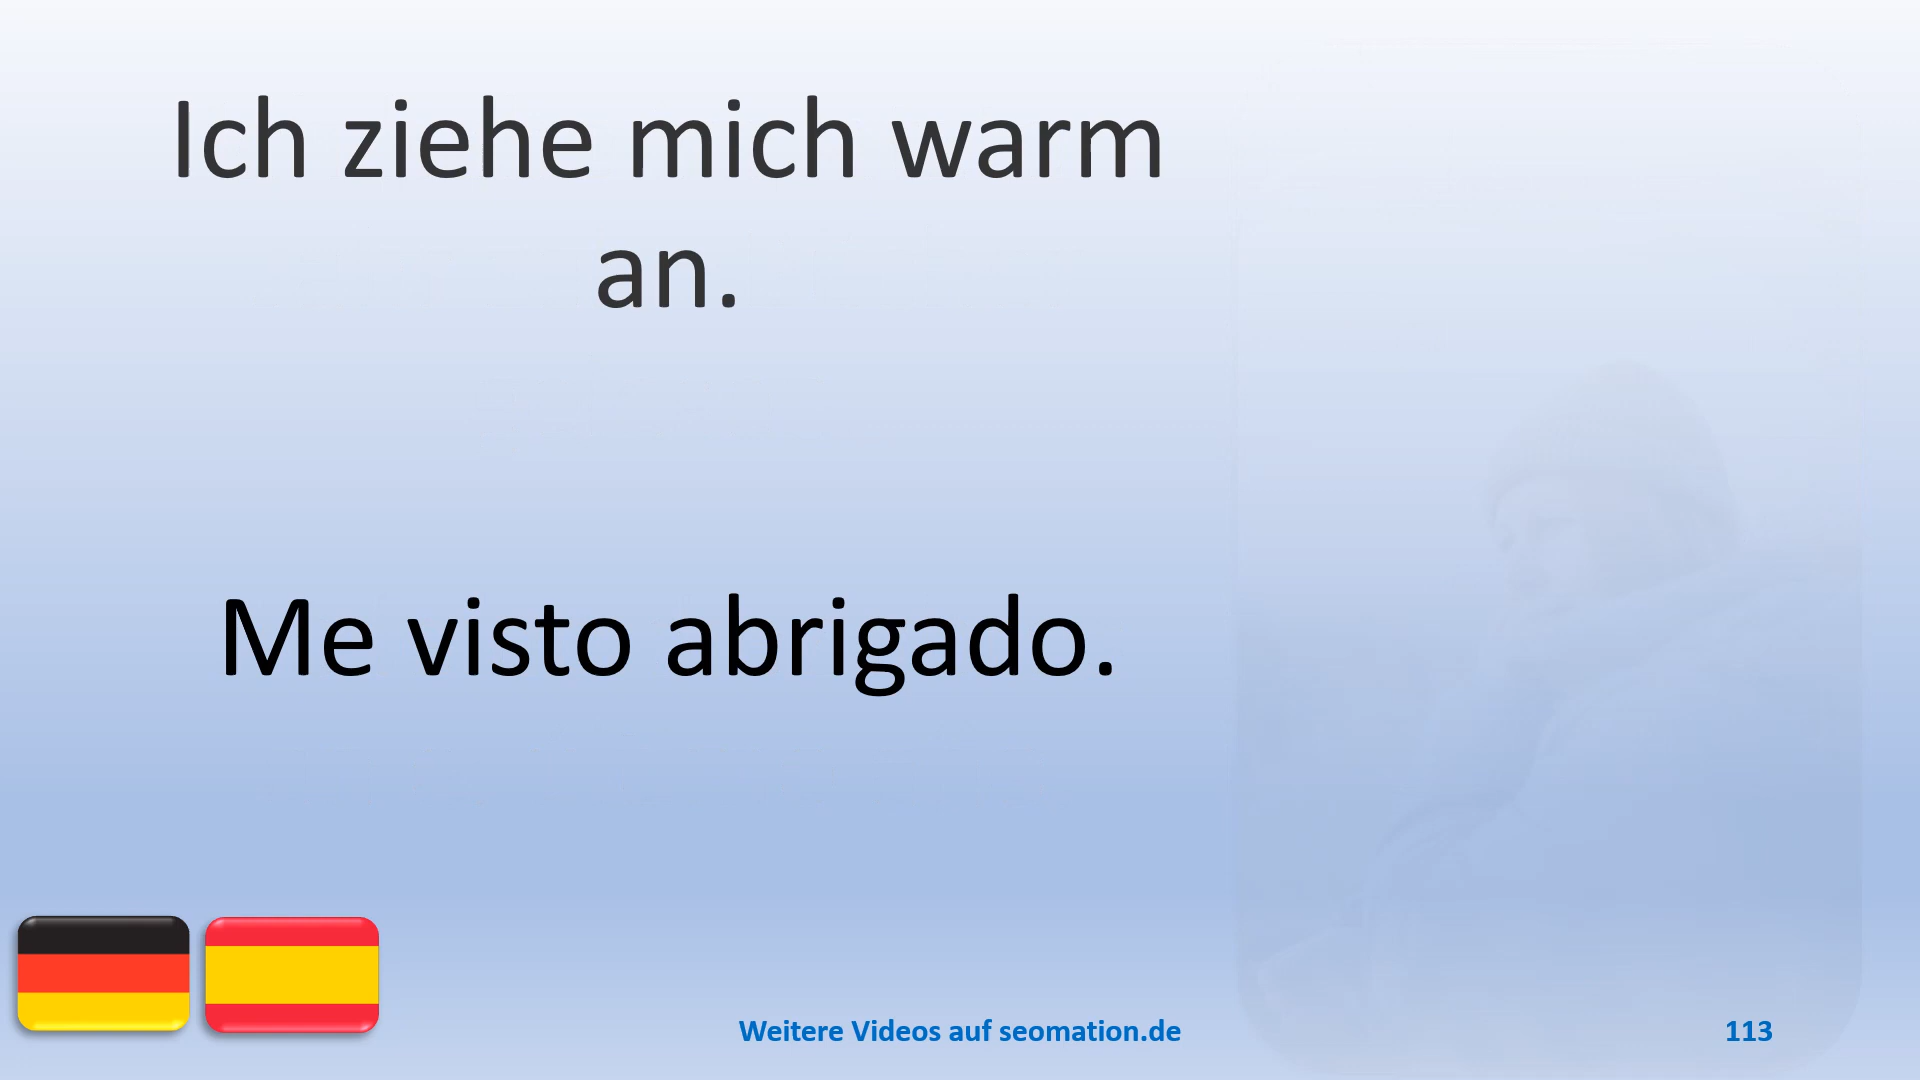 Ich ziehe mich warm
an.
Me visto abrigado.
Weitere Videos auf seomation.de
113